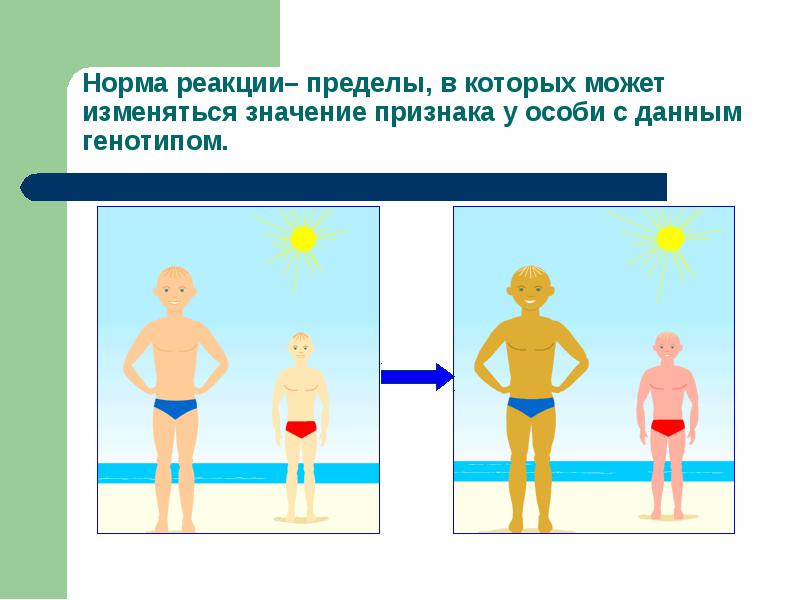 Норма реакции– пределы, в которых может
изменяться значение признака у особи с данным
генотипом.